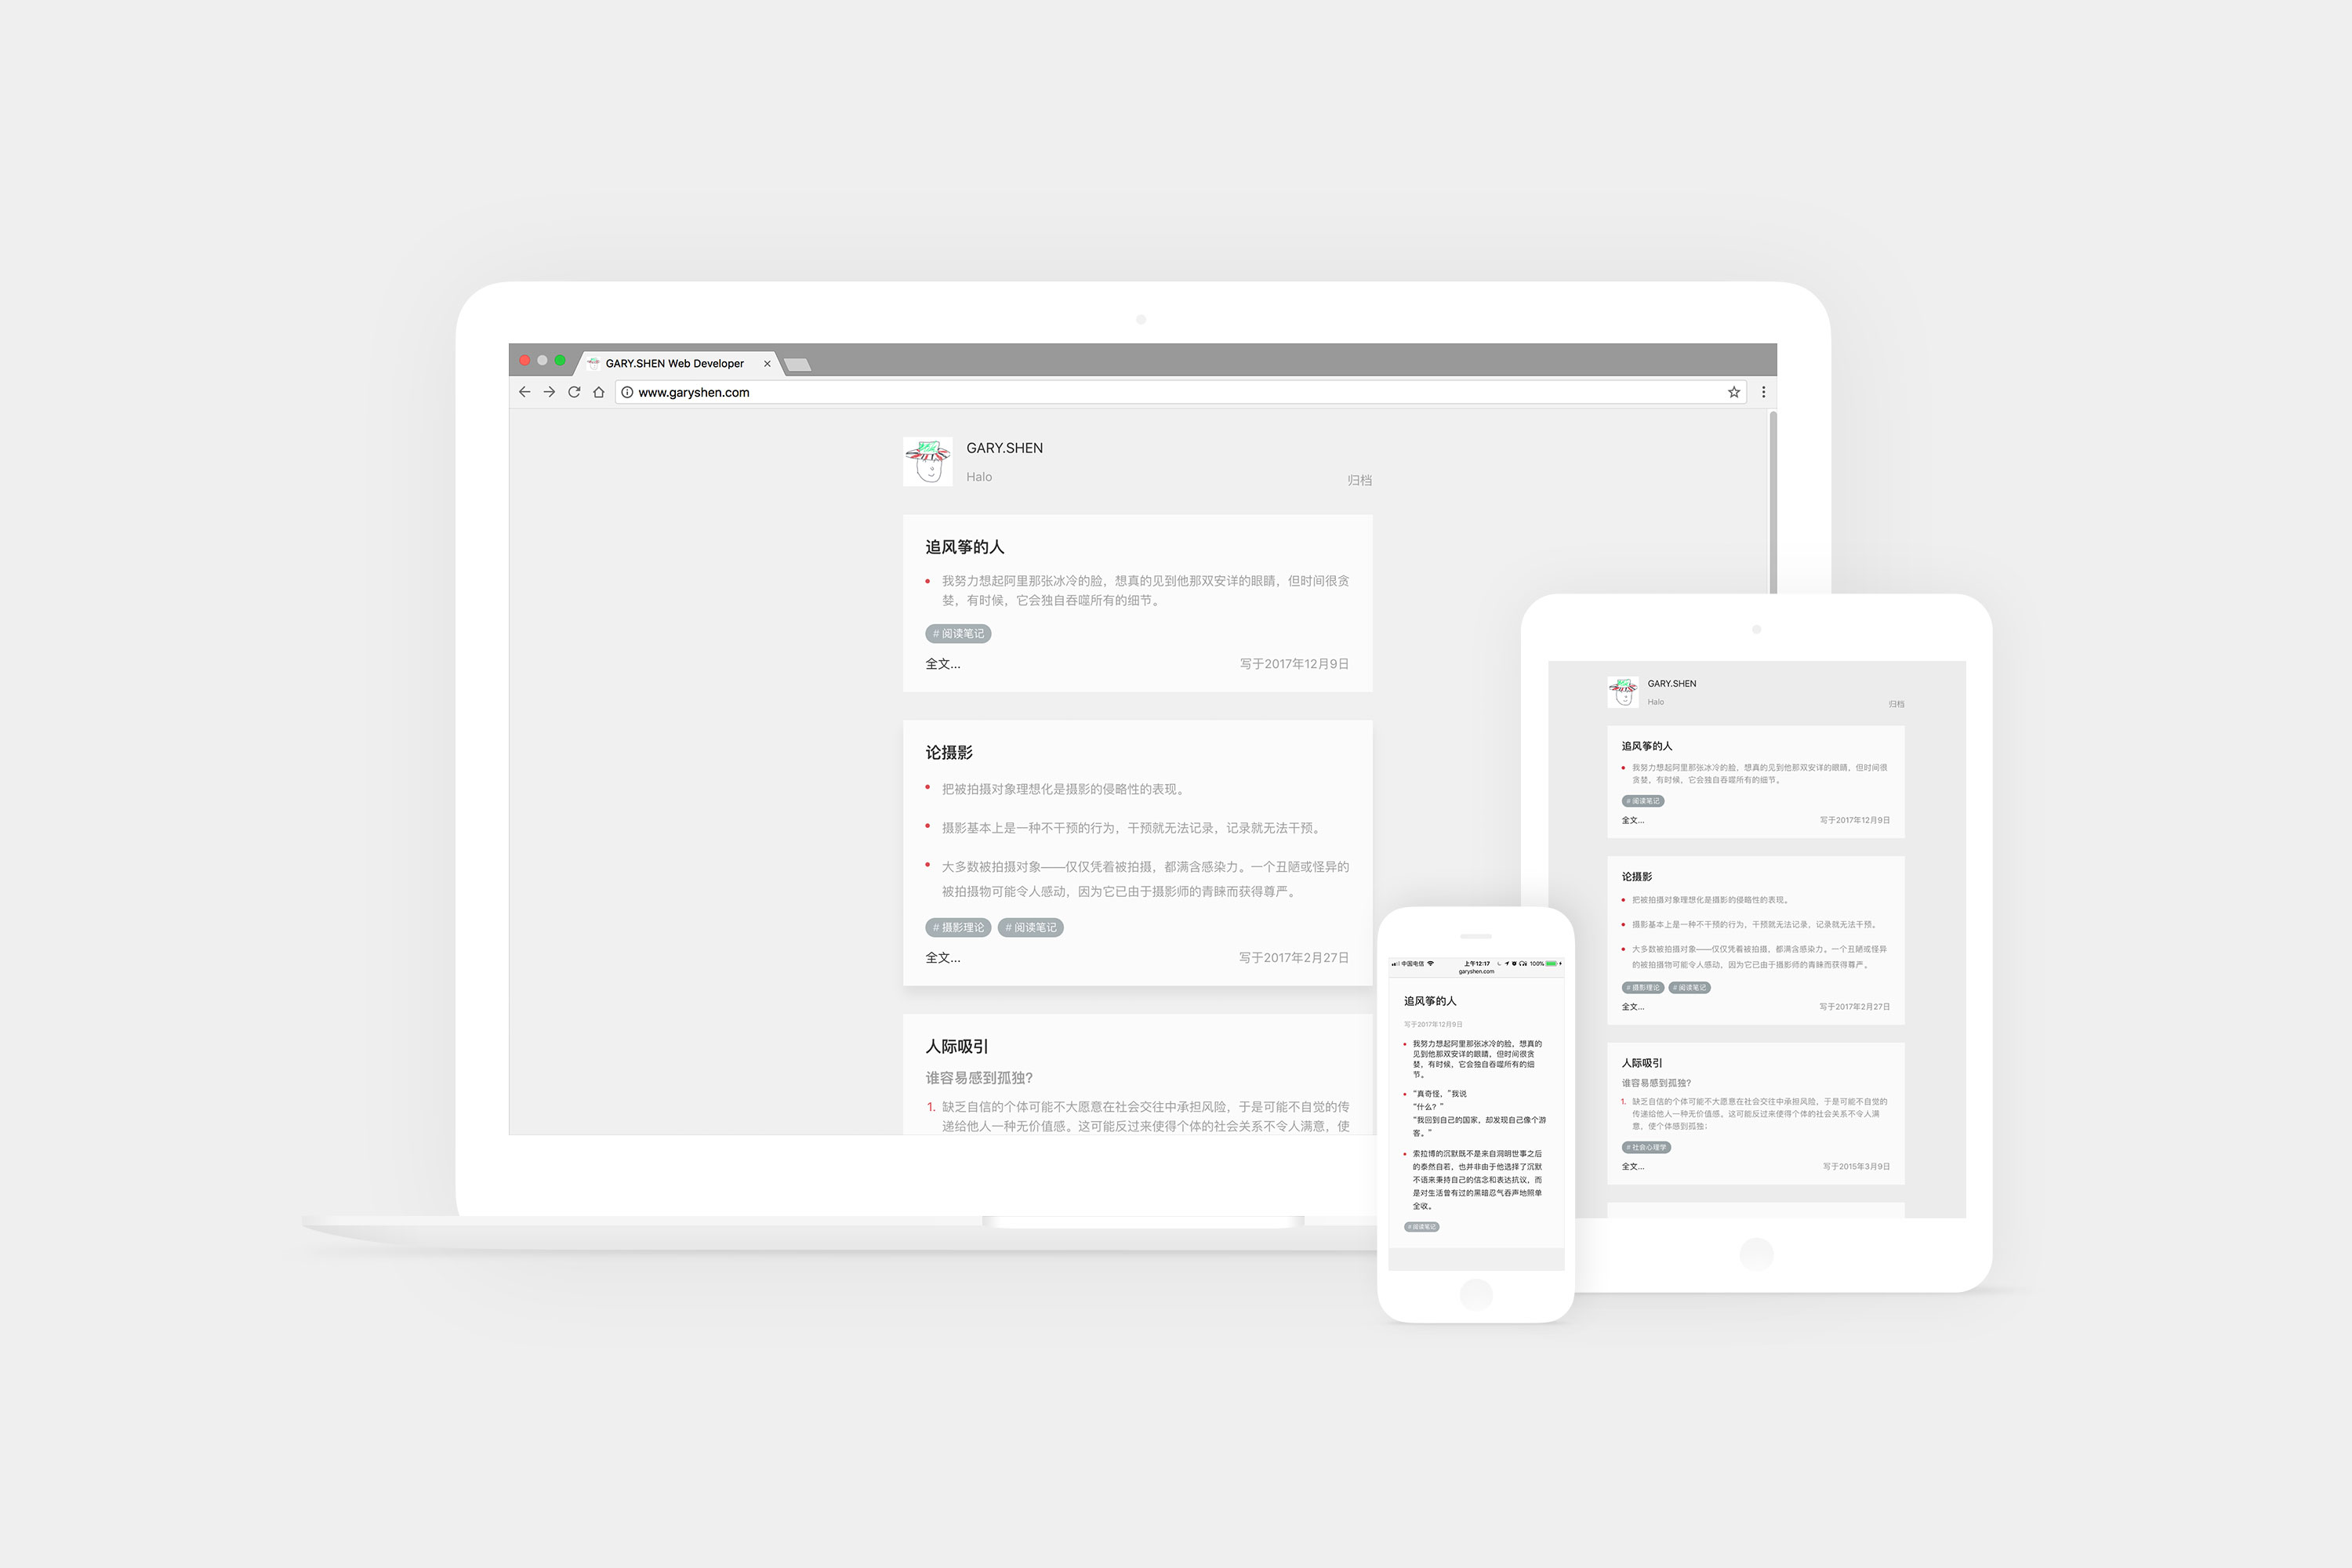 GARY.SHEN Web Developer
www.garyshen.com
GARY.SHEN
Halo
归档
追风筝的人
我努力想起阿里那张冰冷的脸，想真的见到他那双安详的眼睛，但时间很贪
婪，有时候，它会独自吞噬所有的细节。
# 阅读笔记
全文... 写于2017年12月9日
论摄影
把被拍摄对象理想化是摄影的侵略性的表现。
摄影基本上是一种不干预的行为，干预就无法记录，记录就无法干预。
大多数被拍摄对象——仅仅凭着被拍摄，都满含感染力。一个丑陋或怪异的
被拍摄物可能令人感动，因为它已由于摄影师的青睐而获得尊严。
# 摄影理论 # 阅读笔记
全文... 写于2017年2月27日
人际吸引
谁容易感到孤独?
1. 缺乏自信的个体可能不大愿意在社会交往中承担风险，于是可能不自觉的传
递给他人一种无价值感。这可能反过来使得个体的社会关系不令人满意，使
中国电信 上午12:17 100%
garyshen.com
追风筝的人
写于2017年12月9日
我努力想起阿里那张冰冷的脸，想真的
见到他那双安详的眼睛，但时间很贪
婪，有时候，它会独自吞噬所有的细
节。
“真奇怪，”我说
“什么？”
“我回到自己的国家，却发现自己像个游
客。”
索拉博的沉默既不是来自洞明世事之后
的泰然自若，也并非由于他选择了沉默
不语来秉持自己的信念和表达抗议，而
是对生活曾有过的黑暗忍气吞声地照单
全收。
# 阅读笔记
GARY.SHEN
Halo
归档
追风筝的人
我努力想起阿里那张冰冷的脸，想真的见到他那双安详的眼睛，但时间很
贪婪，有时候，它会独自吞噬所有的细节。
# 阅读笔记
全文... 写于2017年12月9日
论摄影
把被拍摄对象理想化是摄影的侵略性的表现。
摄影基本上是一种不干预的行为，干预就无法记录，记录就无法干预。
大多数被拍摄对象——仅仅凭着被拍摄，都满含感染力。一个丑陋或怪异
的被拍摄物可能令人感动，因为它已由于摄影师的青睐而获得尊严。
# 摄影理论 # 阅读笔记
全文... 写于2017年2月27日
人际吸引
谁容易感到孤独?
1. 缺乏自信的个体可能不大愿意在社会交往中承担风险，于是可能不自觉的
传递给他人一种无价值感。这可能反过来使得个体的社会关系不令人满
意，使个体感到孤独；
# 社会心理学
全文... 写于2015年3月9日